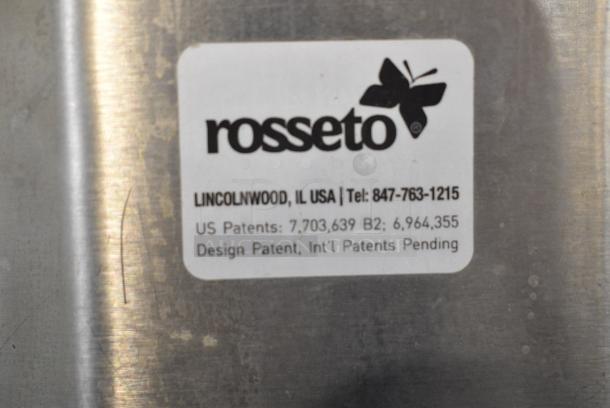 rosseto®
LINCOLNWOOD, IL USA | Tel: 847-763-1215
US Patents: 7,703,639 B2; 6,964,355
Design Patent, Int'l Patents Pending